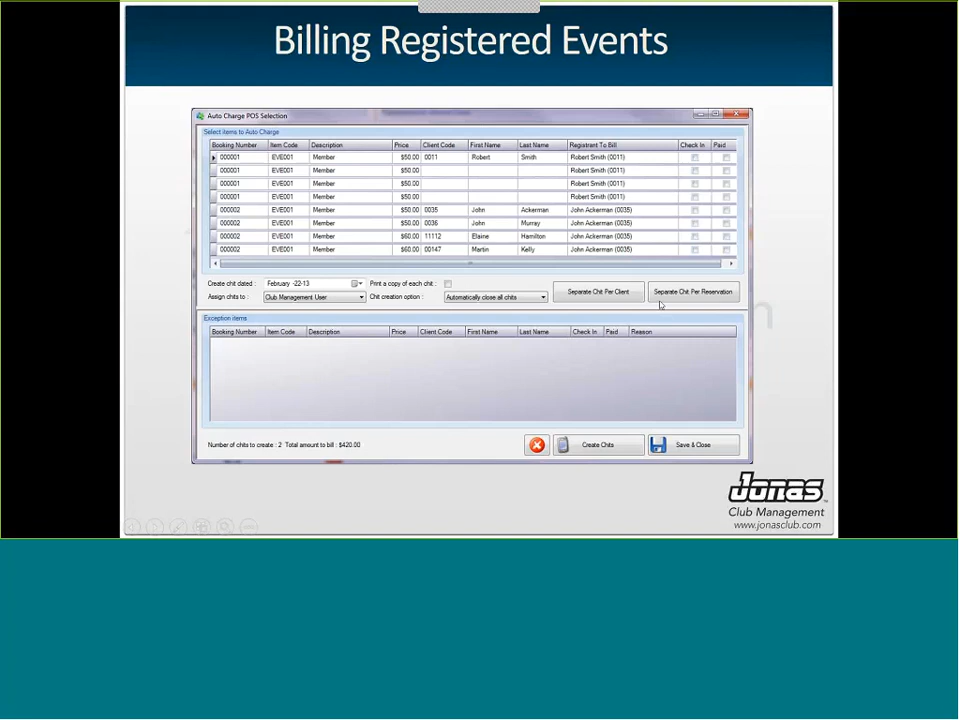 Billing Registered Events
Auto Charge POS Selection
Select items to Auto Charge
Booking Number Item Code Description Price Client Code First Name Last Name Registrant To Bill Check In Paid
000001 EVE001 Member $50.00 0011 Robert Smith Robert Smith (0011)
000001 EVE001 Member $50.00 Robert Smith (0011)
000001 EVE001 Member $50.00 Robert Smith (0011)
000001 EVE001 Member $50.00 Robert Smith (0011)
000002 EVE001 Member $50.00 0035 John Ackerman John Ackerman (0035)
000002 EVE001 Member $50.00 0036 John Murray John Ackerman (0035)
000002 EVE001 Member $60.00 11112 Elaine Hamilton John Ackerman (0035)
000002 EVE001 Member $60.00 00147 Martin Kelly John Ackerman (0035)
Create chit dated : February -22-13 Print a copy of each chit : Separate Chit Per Client Separate Chit Per Reservation
Assign chits to : Club Management User Chit creation option : Automatically close all chits
Exception items
Booking Number Item Code Description Price Client Code First Name Last Name Check In Paid Reason
Number of chits to create : 2 Total amount to bill : $420.00 Create Chits Save & Close
Jonas
Club Management
www.jonasclub.com